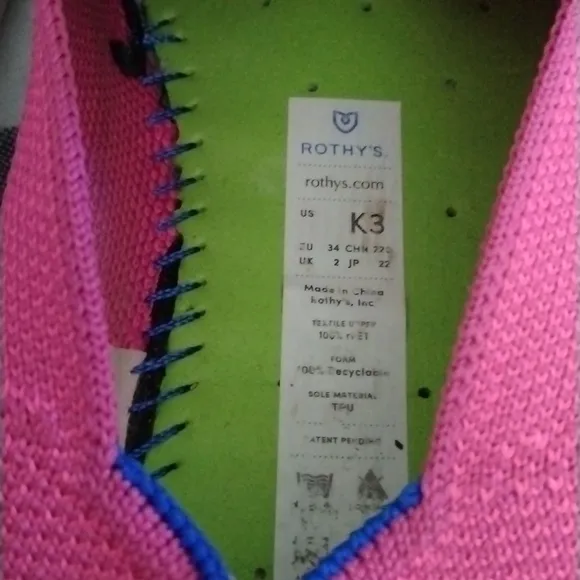 ROTHY'S
rothys.com
US K3
EU 34 CHN 220
UK 2 JP 22
Made in China
Rothy's, Inc
TEXTILE UPPER
100% rPET
FOAM
100% Recyclable
SOLE MATERIAL
TPU
PATENT PENDING